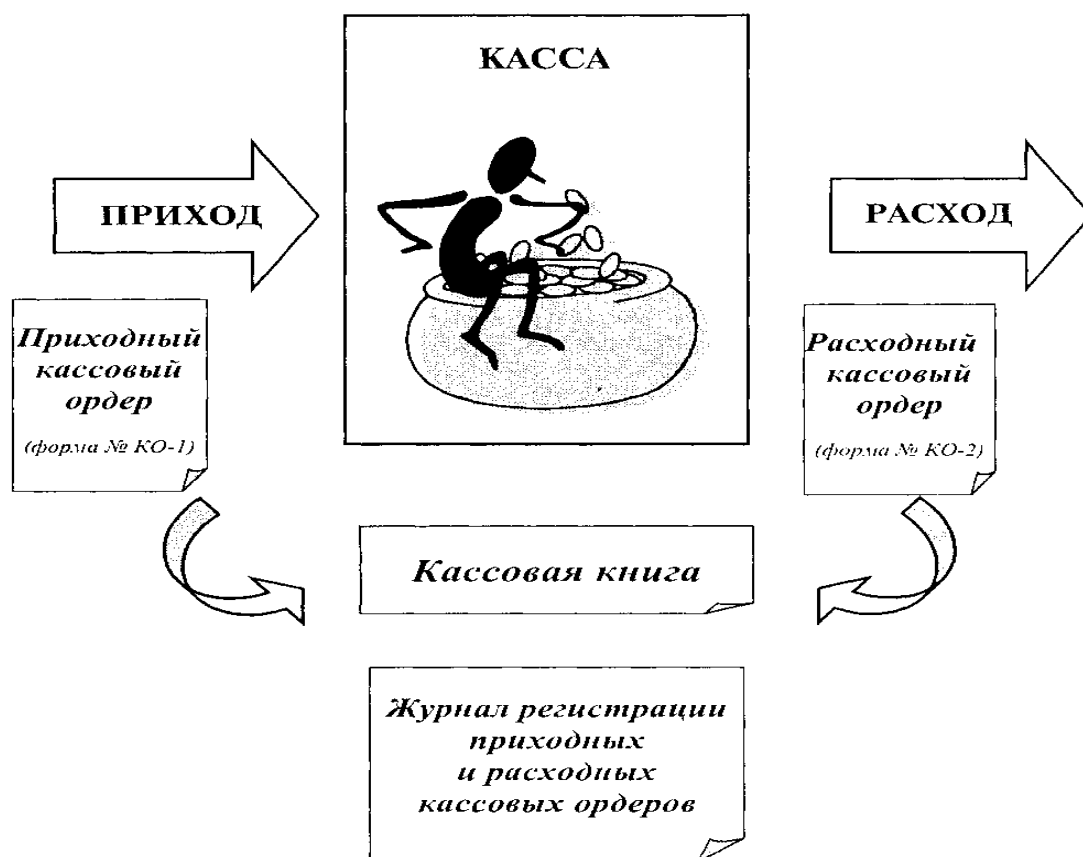 КАССА
ПРИХОД
РАСХОД
Приходный
кассовый
ордер
(форма № КО-1)
Расходный
кассовый
ордер
(форма № КО-2)
Кассовая книга
Журнал регистрации
приходных
и расходных
кассовых ордеров